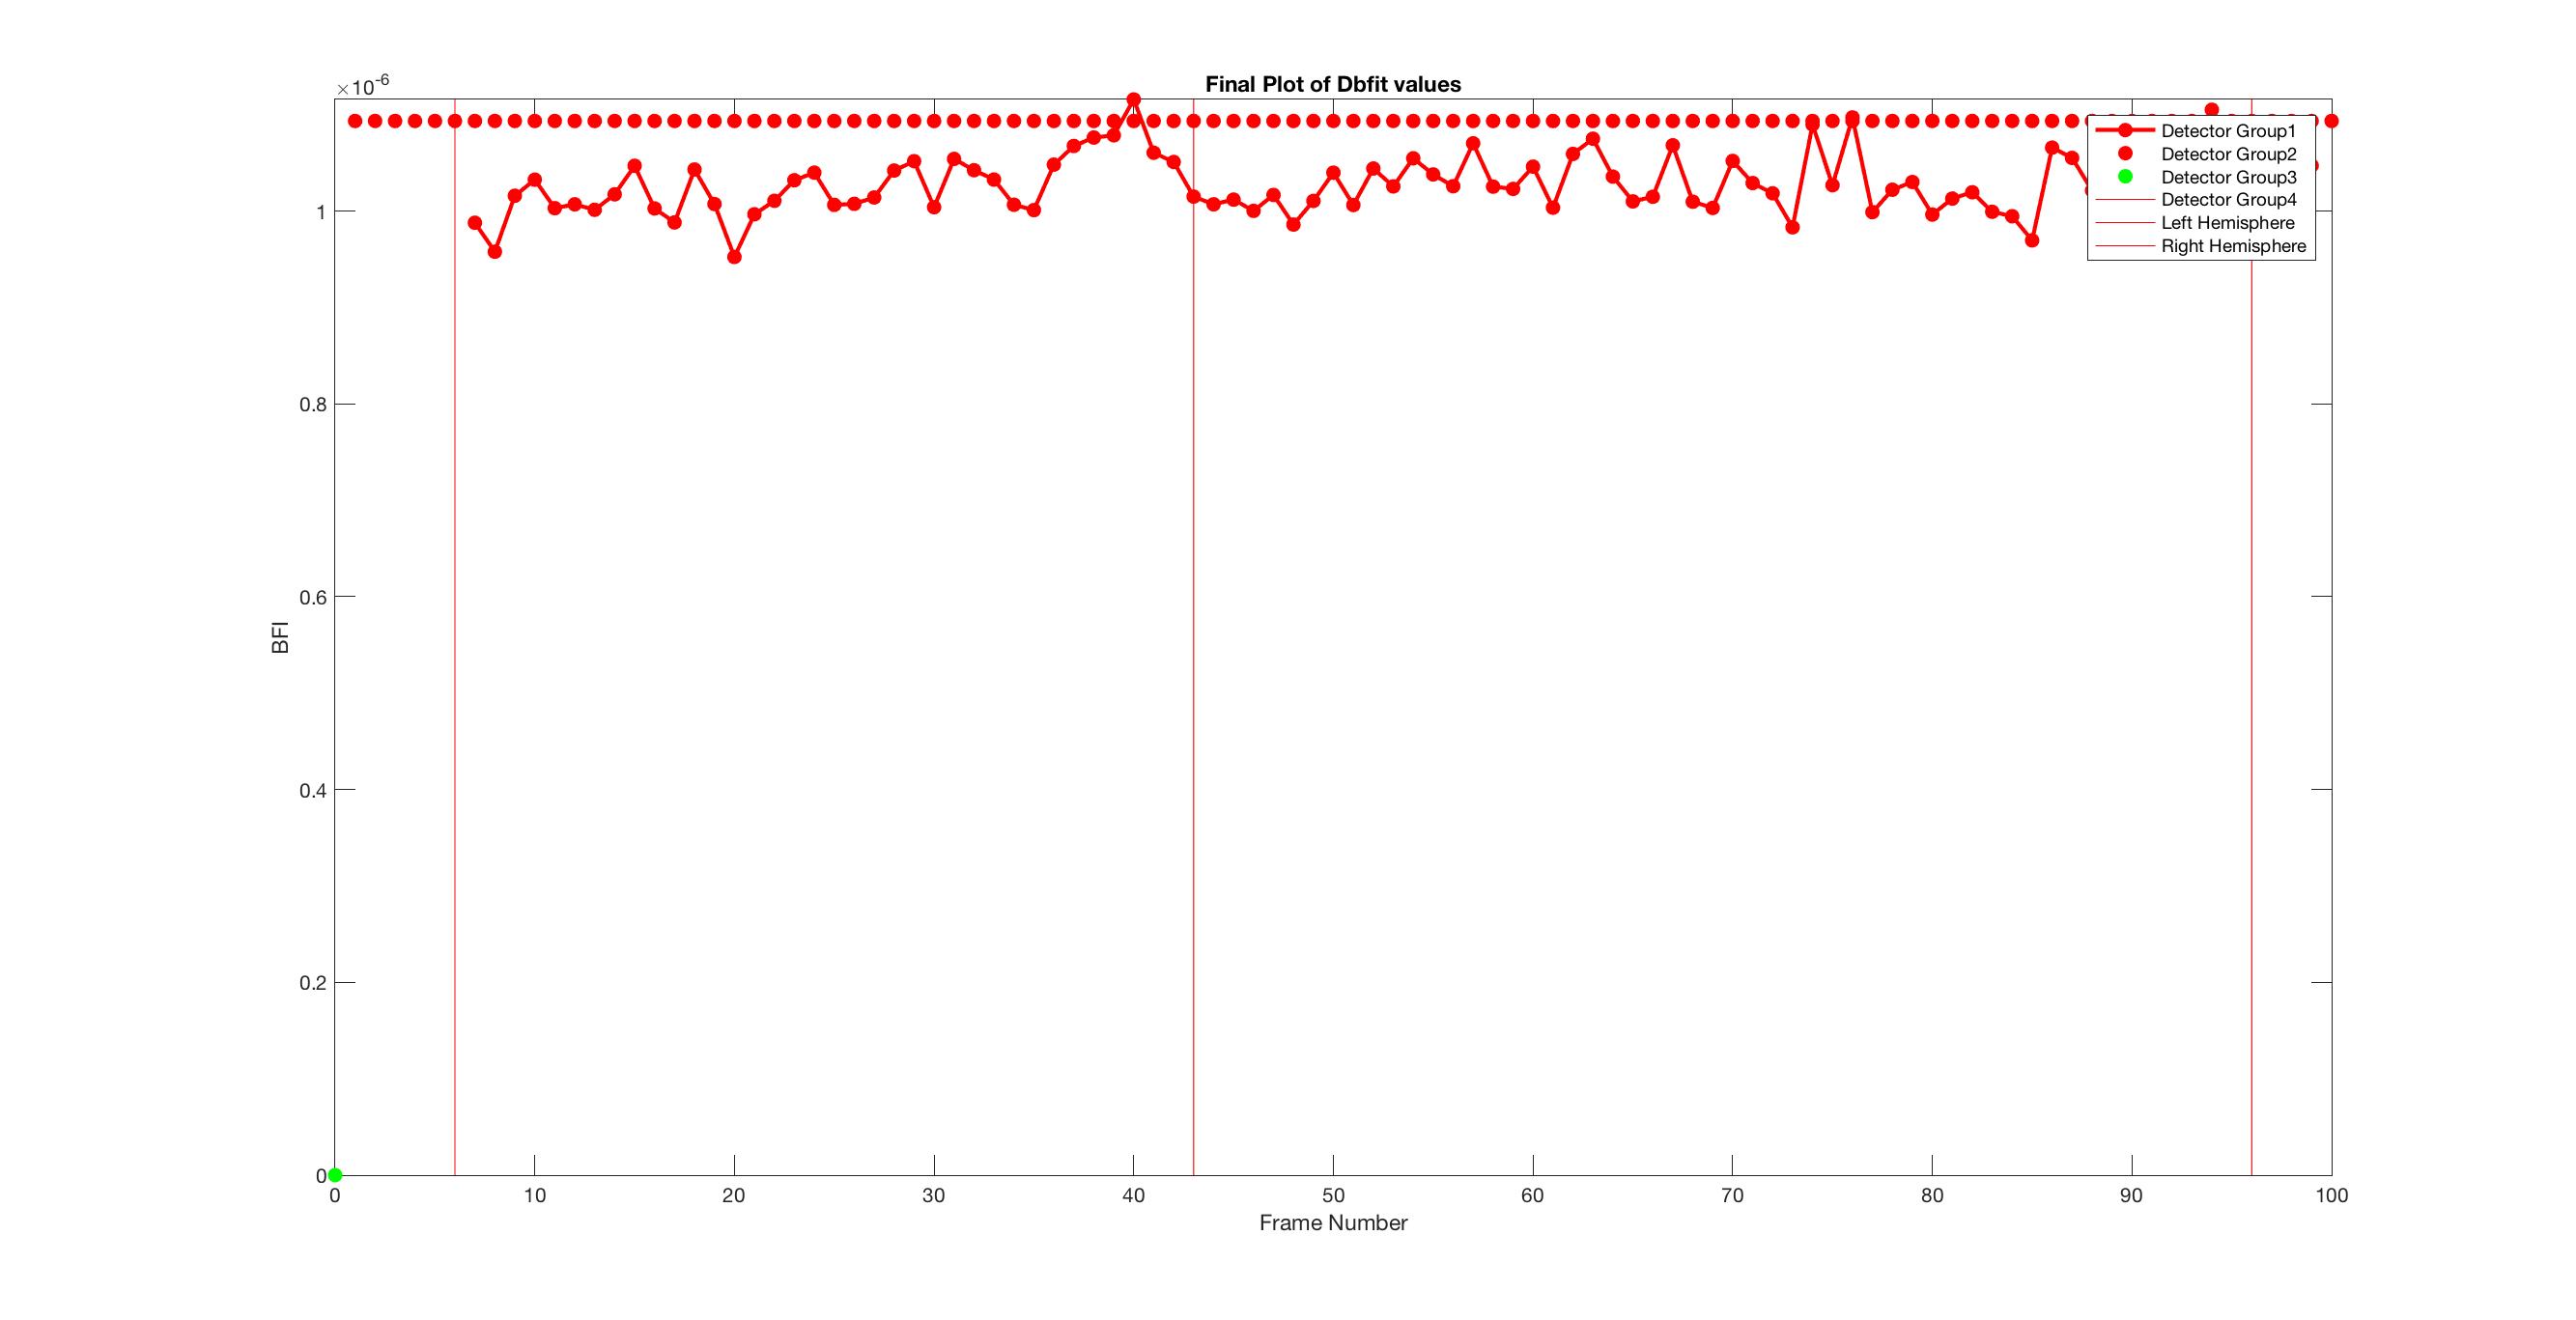 Final Plot of Dbfit values
×10-6
Detector Group1
Detector Group2
Detector Group3
Detector Group4
Left Hemisphere
Right Hemisphere
1
0.8
0.6
0.4
0.2
0
BFI
0 10 20 30 40 50 60 70 80 90 100
Frame Number